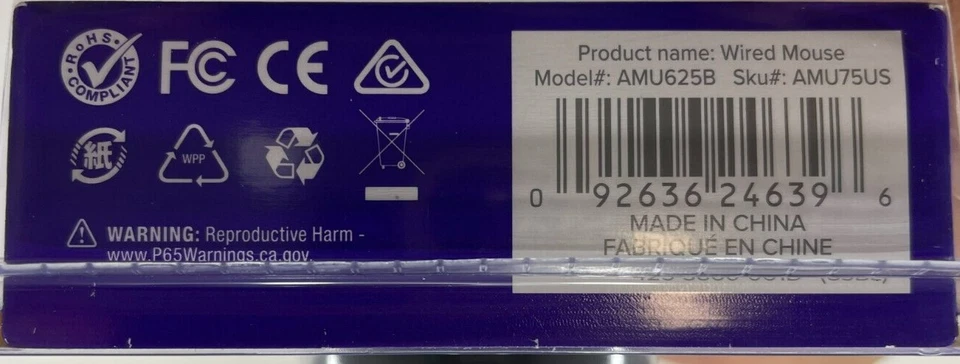 RoHS
COMPLIANT
FC
CE
紙
WPP
WARNING: Reproductive Harm -
www.P65Warnings.ca.gov.
Product name: Wired Mouse
Model#: AMU625B Sku#: AMU75US
0 92636 24639 6
MADE IN CHINA
FABRIQUÉ EN CHINE